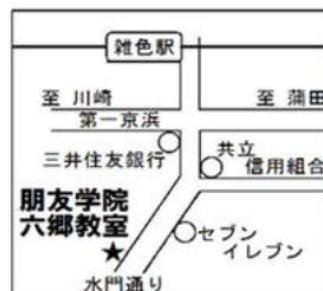 雑色駅
至 川崎
至 蒲田
第一京浜
三井住友銀行
共立
信用組合
朋友学院
六郷教室
★
セブン
イレブン
水門通り